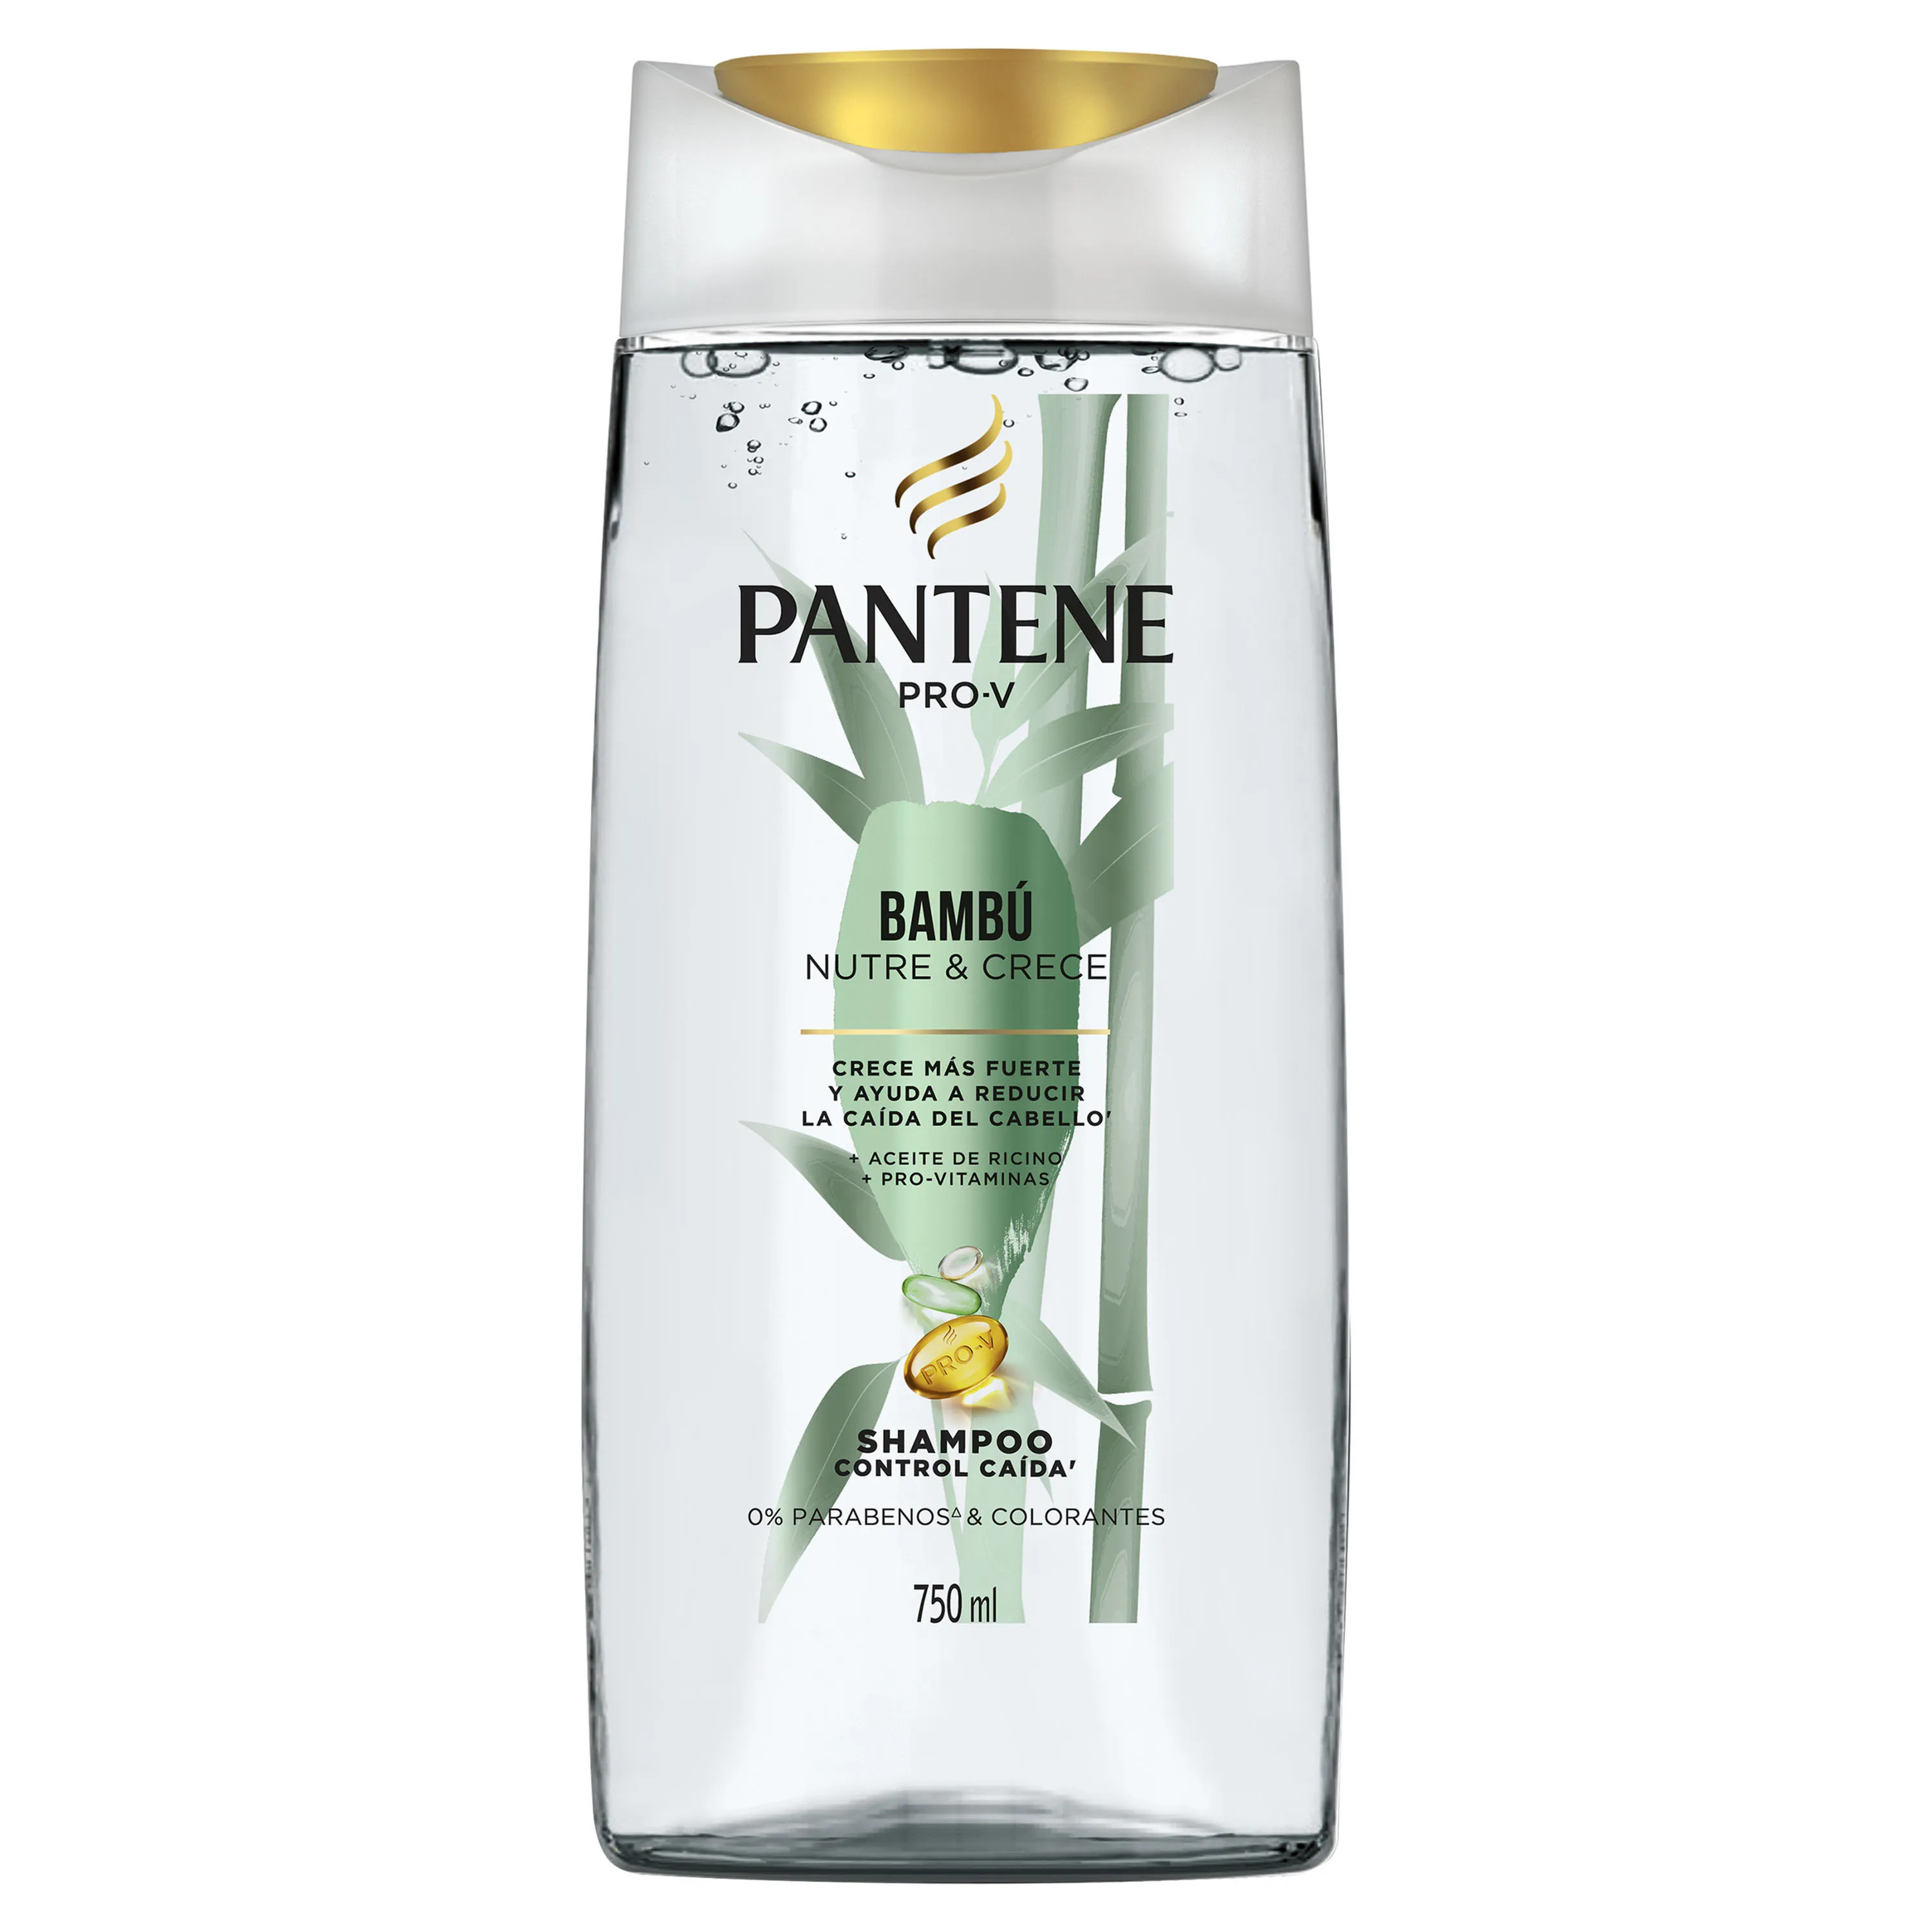 PANTENE
PRO-V
BAMBÚ
NUTRE & CRECE
CRECE MÁS FUERTE
Y AYUDA A REDUCIR
LA CAÍDA DEL CABELLO'
+ ACEITE DE RICINO
+ PRO-VITAMINAS
PRO-V
SHAMPOO
CONTROL CAÍDA'
0% PARABENOSᐞ & COLORANTES
750 ml